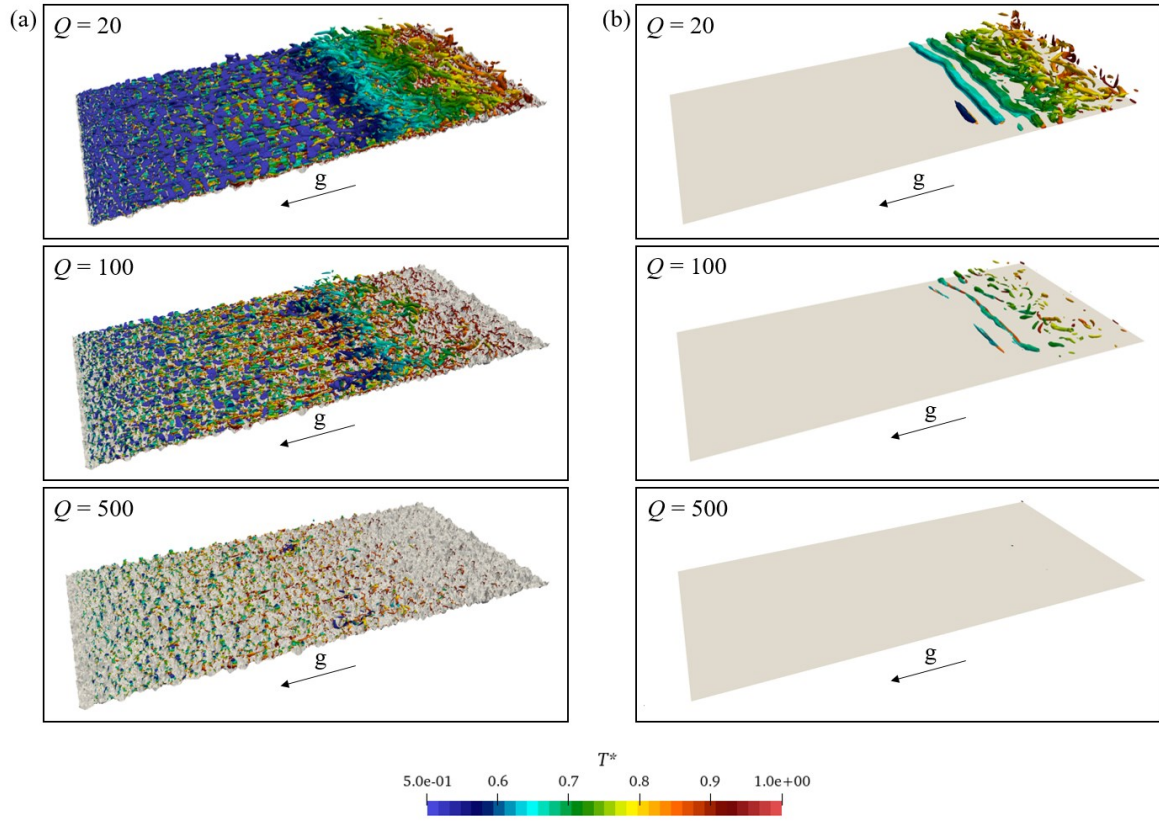 (a)
Q = 20
g
Q = 100
g
Q = 500
g
(b)
Q = 20
g
Q = 100
g
Q = 500
g
T*
5.0e-01 0.6 0.7 0.8 0.9 1.0e+00